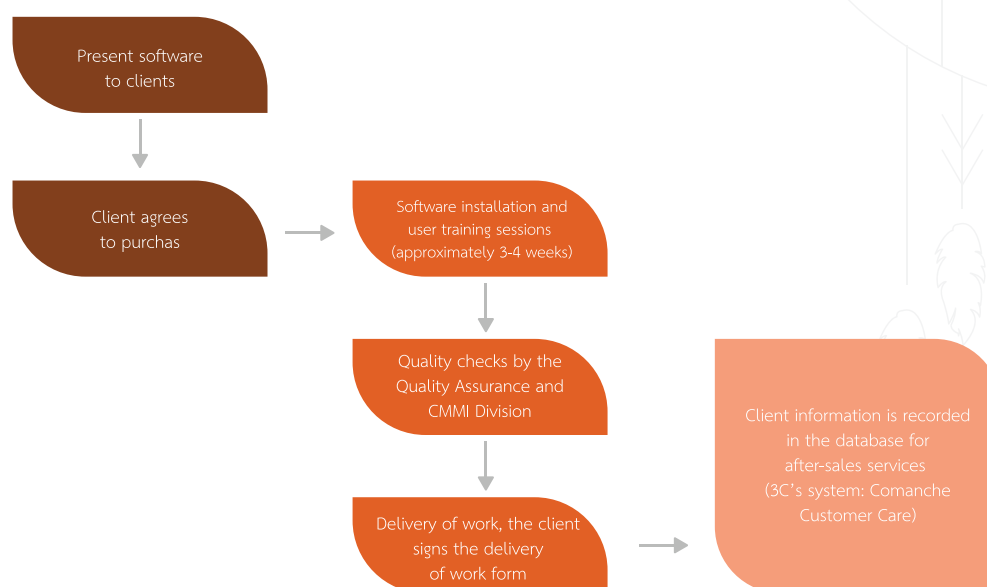 Present software
to clients
Client agrees
to purchas
Software installation and
user training sessions
(approximately 3-4 weeks)
Quality checks by the
Quality Assurance and
CMMI Division
Delivery of work, the client
signs the delivery
of work form
Client information is recorded
in the database for
after-sales services
(3C's system: Comanche
Customer Care)